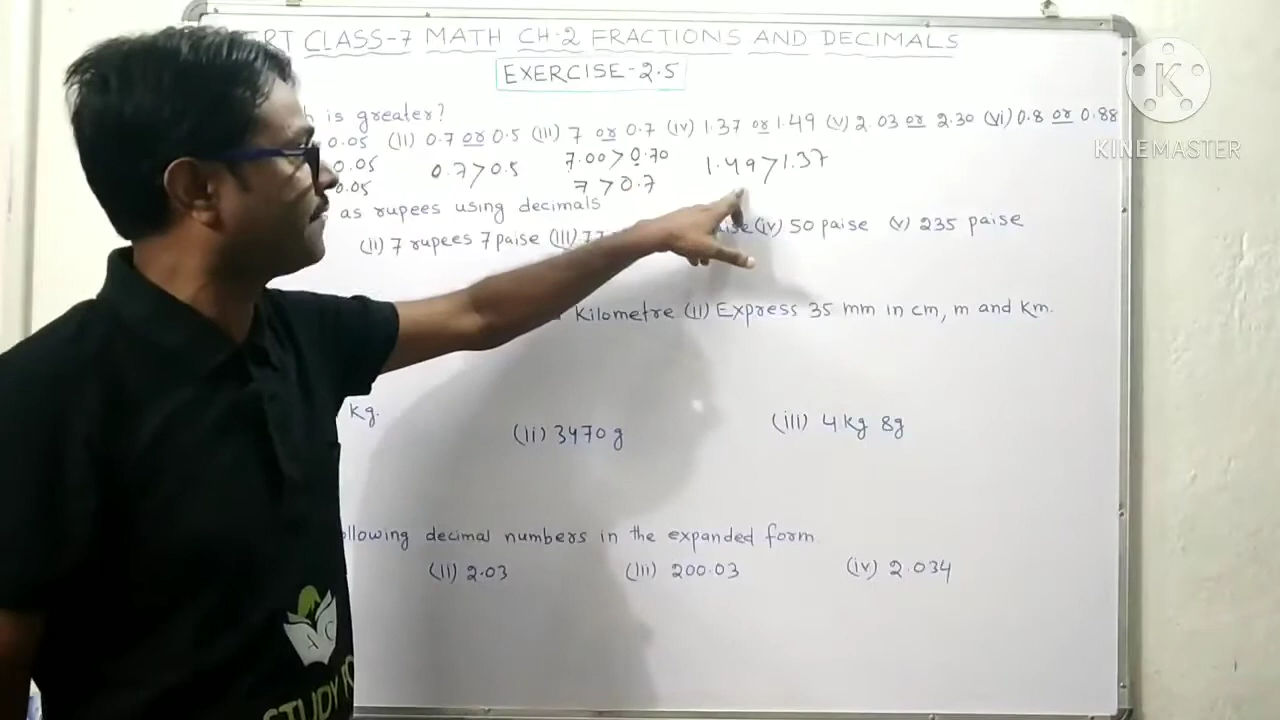 CLASS-7 MATH CH-2 FRACTIONS AND DECIMALS
EXERCISE-2.5
is greater?
0.05 (II) 0.7 or 0.5 (III) 7 or 0.7 (IV) 1.37 or 1.49 (V) 2.03 or 2.30 (VI) 0.8 or 0.88
0.05 0.7>0.5 7.00>0.70 1.49>1.37
0.05 7>0.7
as rupees using decimals
(II) 7 rupees 7 paise (III) 77 (iv) 50 paise (v) 235 paise
Kilometre (II) Express 35 mm in cm, m and Km.
kg.
(ii) 3470 g (iii) 4 kg 8g
following decimal numbers in the expanded form
(II) 2.03 (III) 200.03 (iv) 2.034
K
KINEMASTER
A C
STUDY FO